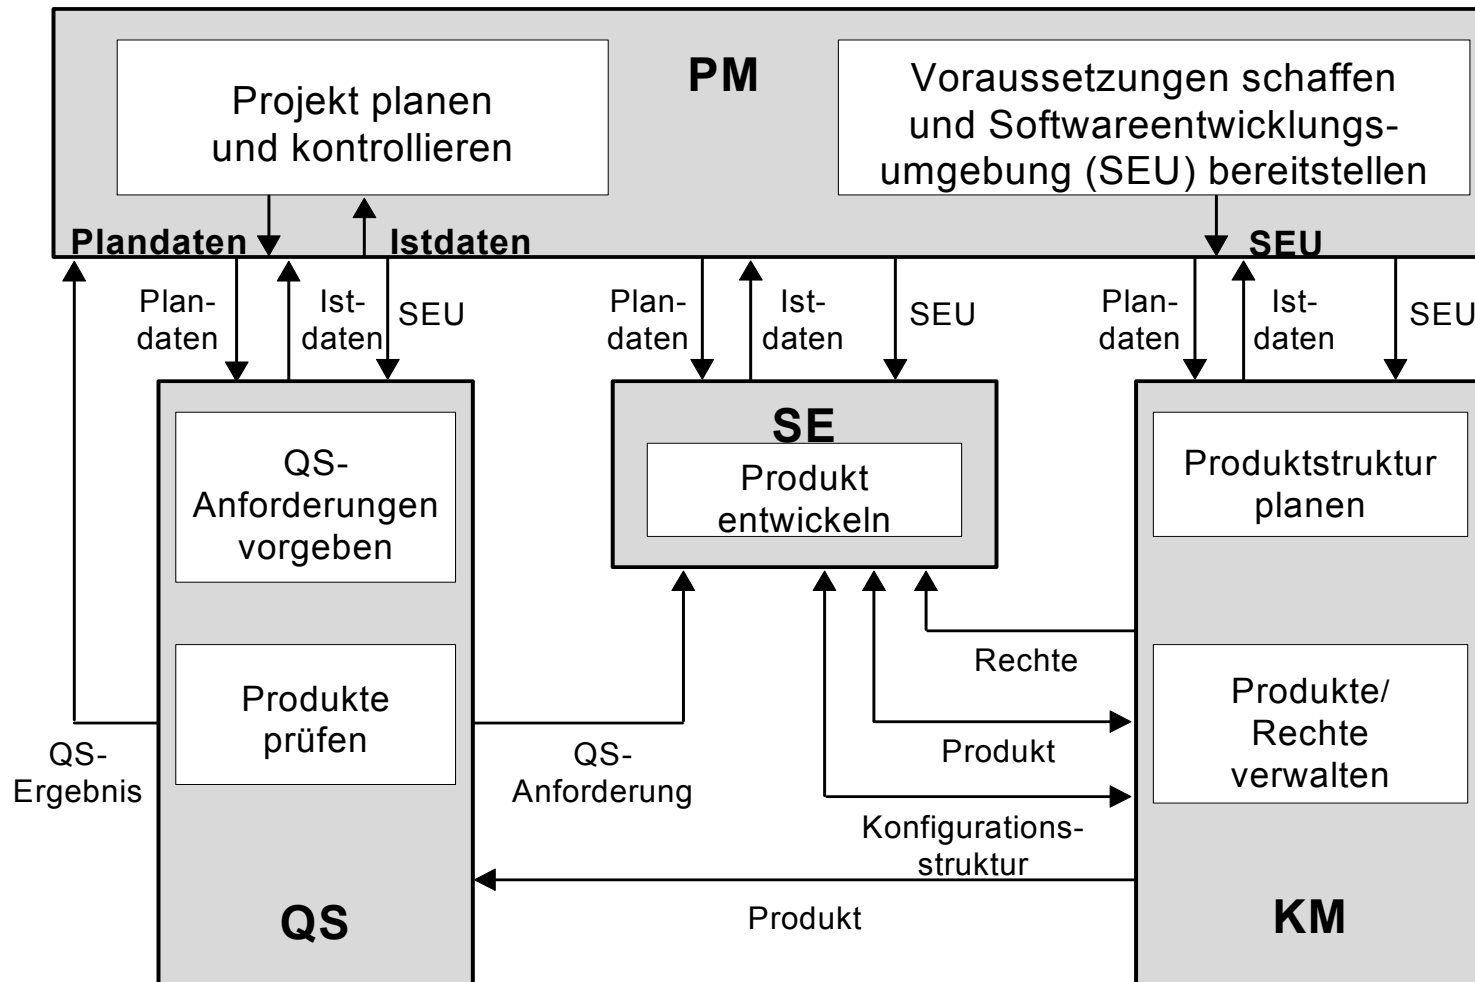 PM
Projekt planen
und kontrollieren
Voraussetzungen schaffen
und Softwareentwicklungs-
umgebung (SEU) bereitstellen
Plandaten
Istdaten
SEU
Plan-
daten
Ist-
daten
SEU
Plan-
daten
Ist-
daten
SEU
Plan-
daten
Ist-
daten
SEU
QS-
Anforderungen
vorgeben
SE
Produkt
entwickeln
Produktstruktur
planen
Produkte
prüfen
Rechte
Produkte/
Rechte
verwalten
QS-
Ergebnis
QS-
Anforderung
Produkt
Konfigurations-
struktur
Produkt
QS
KM